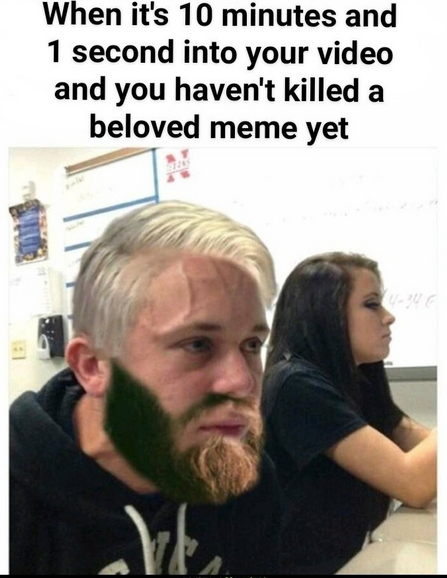 When it's 10 minutes and
1 second into your video
and you haven't killed a
beloved meme yet
N